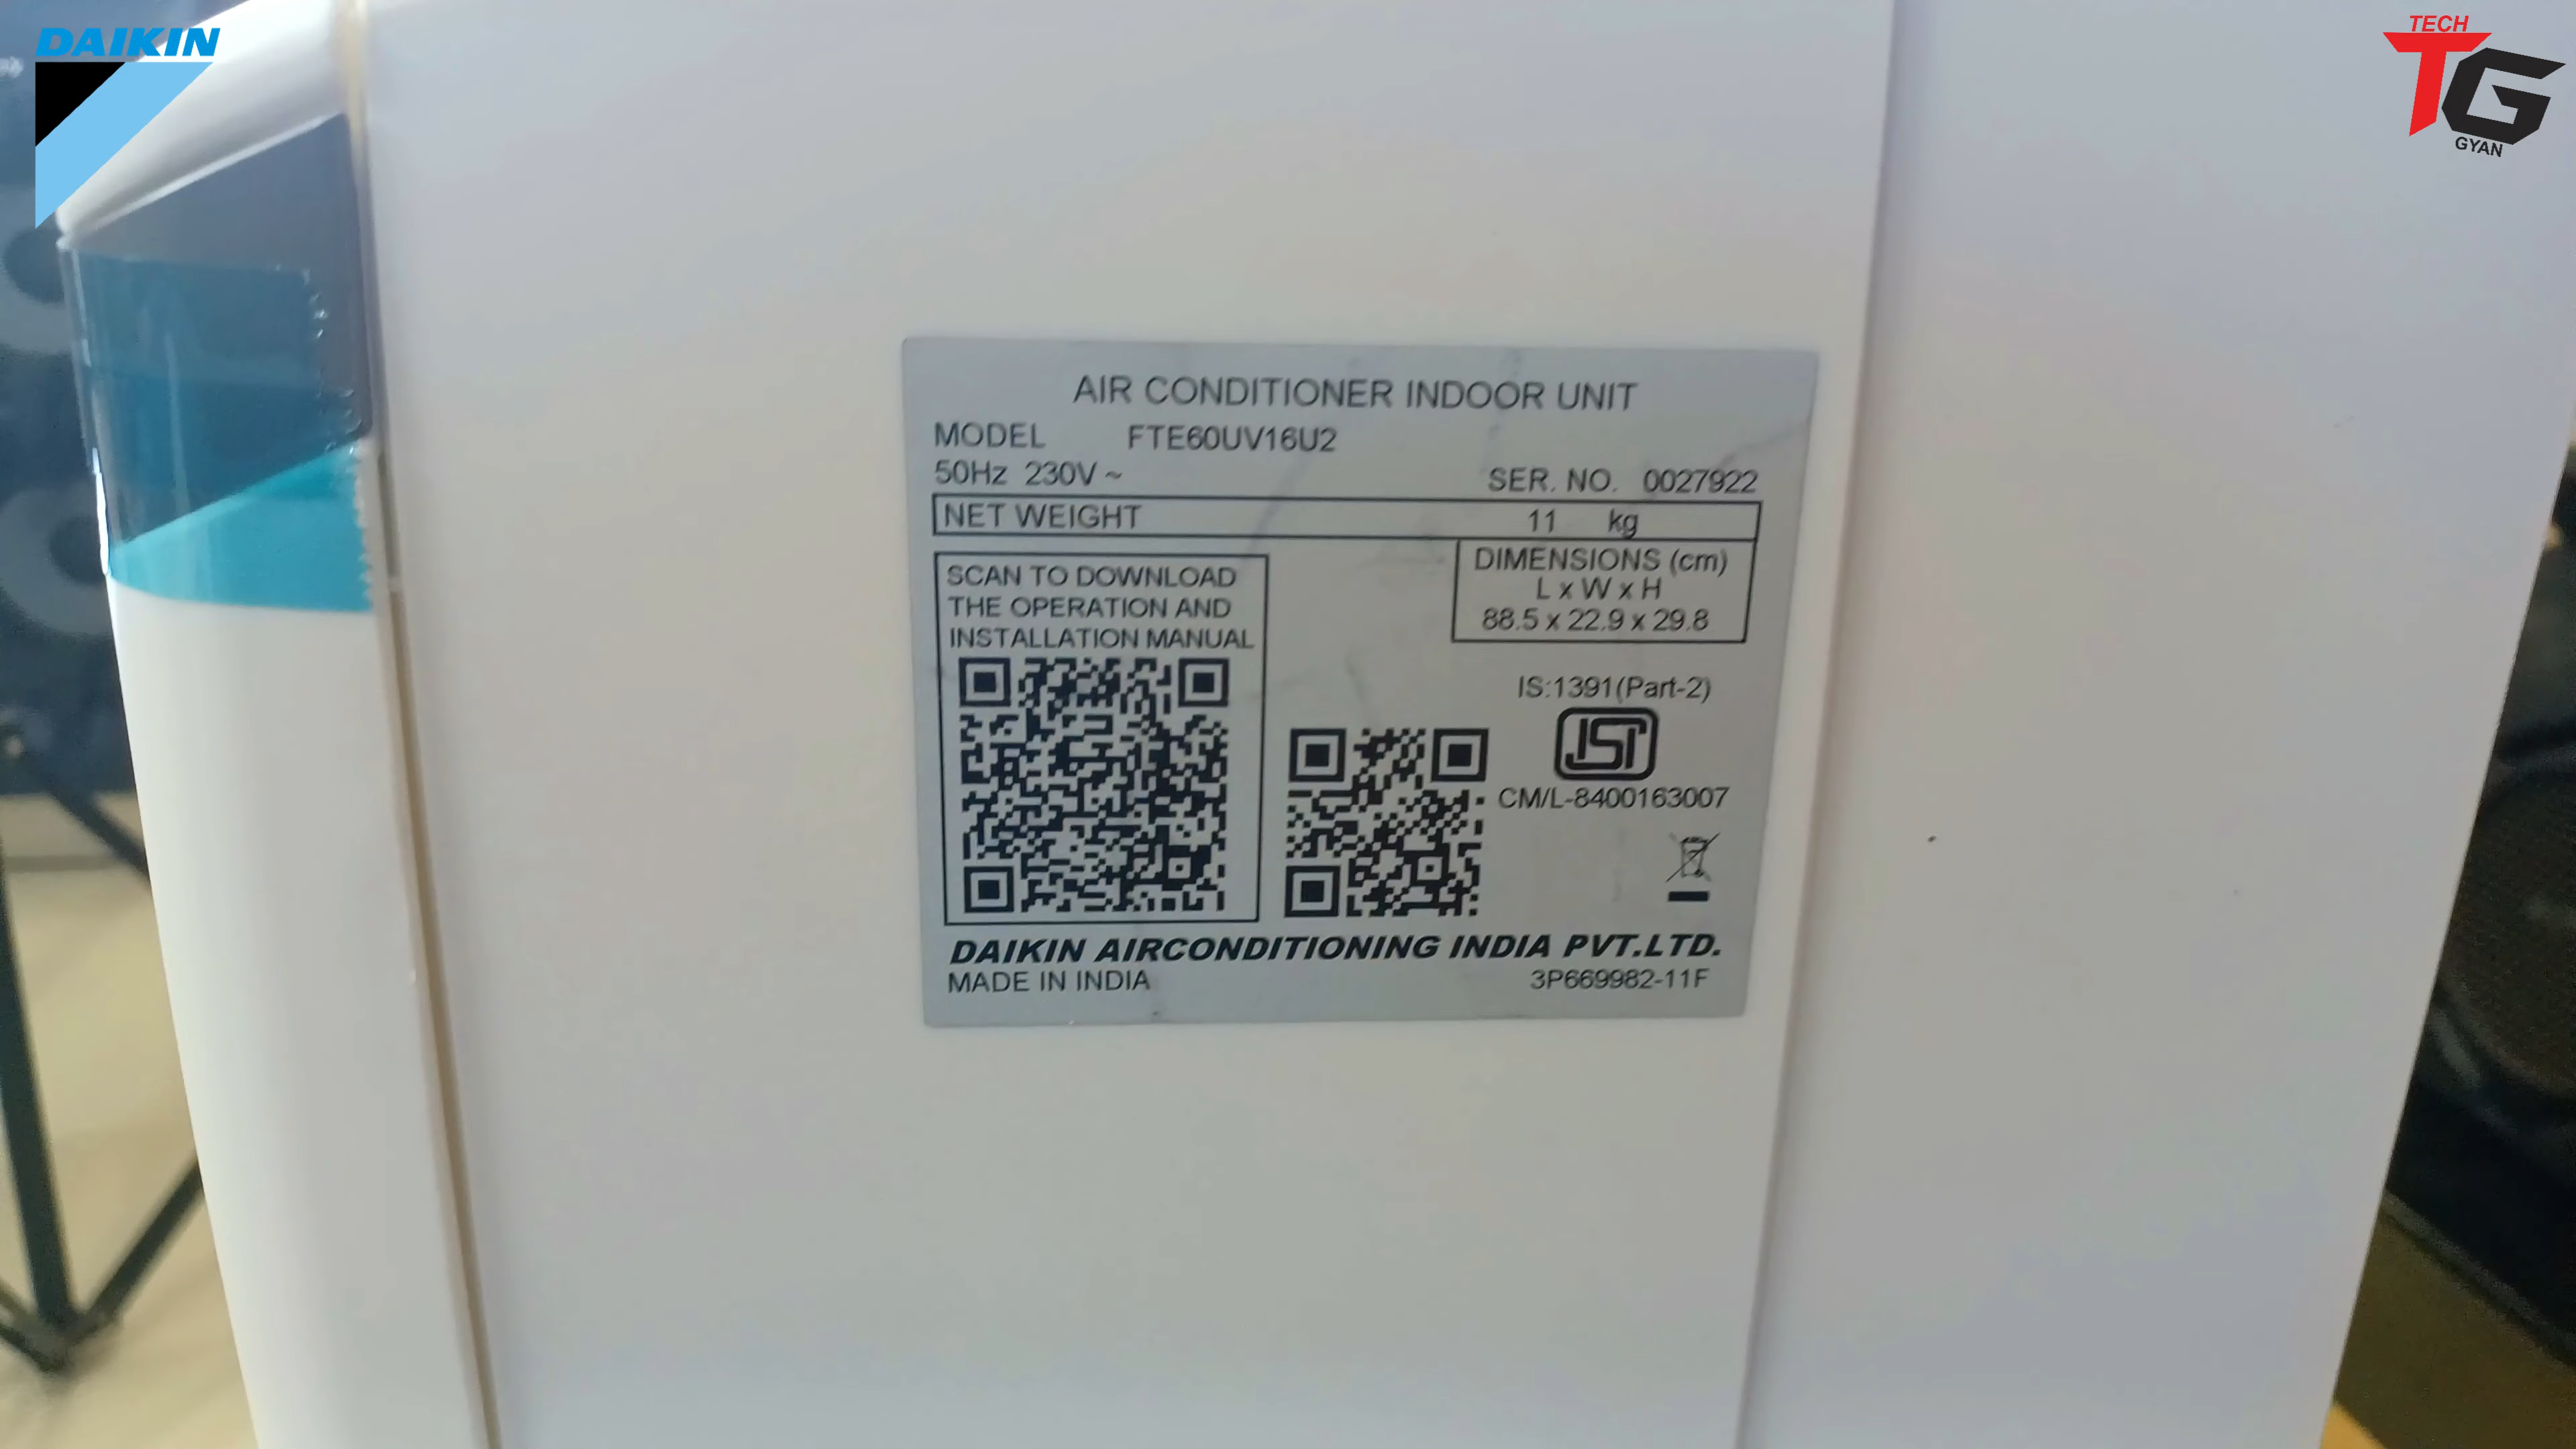 DAIKIN
TECH
TG
GYAN
AIR CONDITIONER INDOOR UNIT
MODEL FTE60UV16U2
50Hz 230V ~
SER. NO. 0027922
NET WEIGHT 11 kg
DIMENSIONS (cm)
L x W x H
88.5 x 22.9 x 29.8
SCAN TO DOWNLOAD
THE OPERATION AND
INSTALLATION MANUAL
IS:1391(Part-2)
ISI
CM/L-8400163007
DAIKIN AIRCONDITIONING INDIA PVT.LTD.
MADE IN INDIA
3P669982-11F